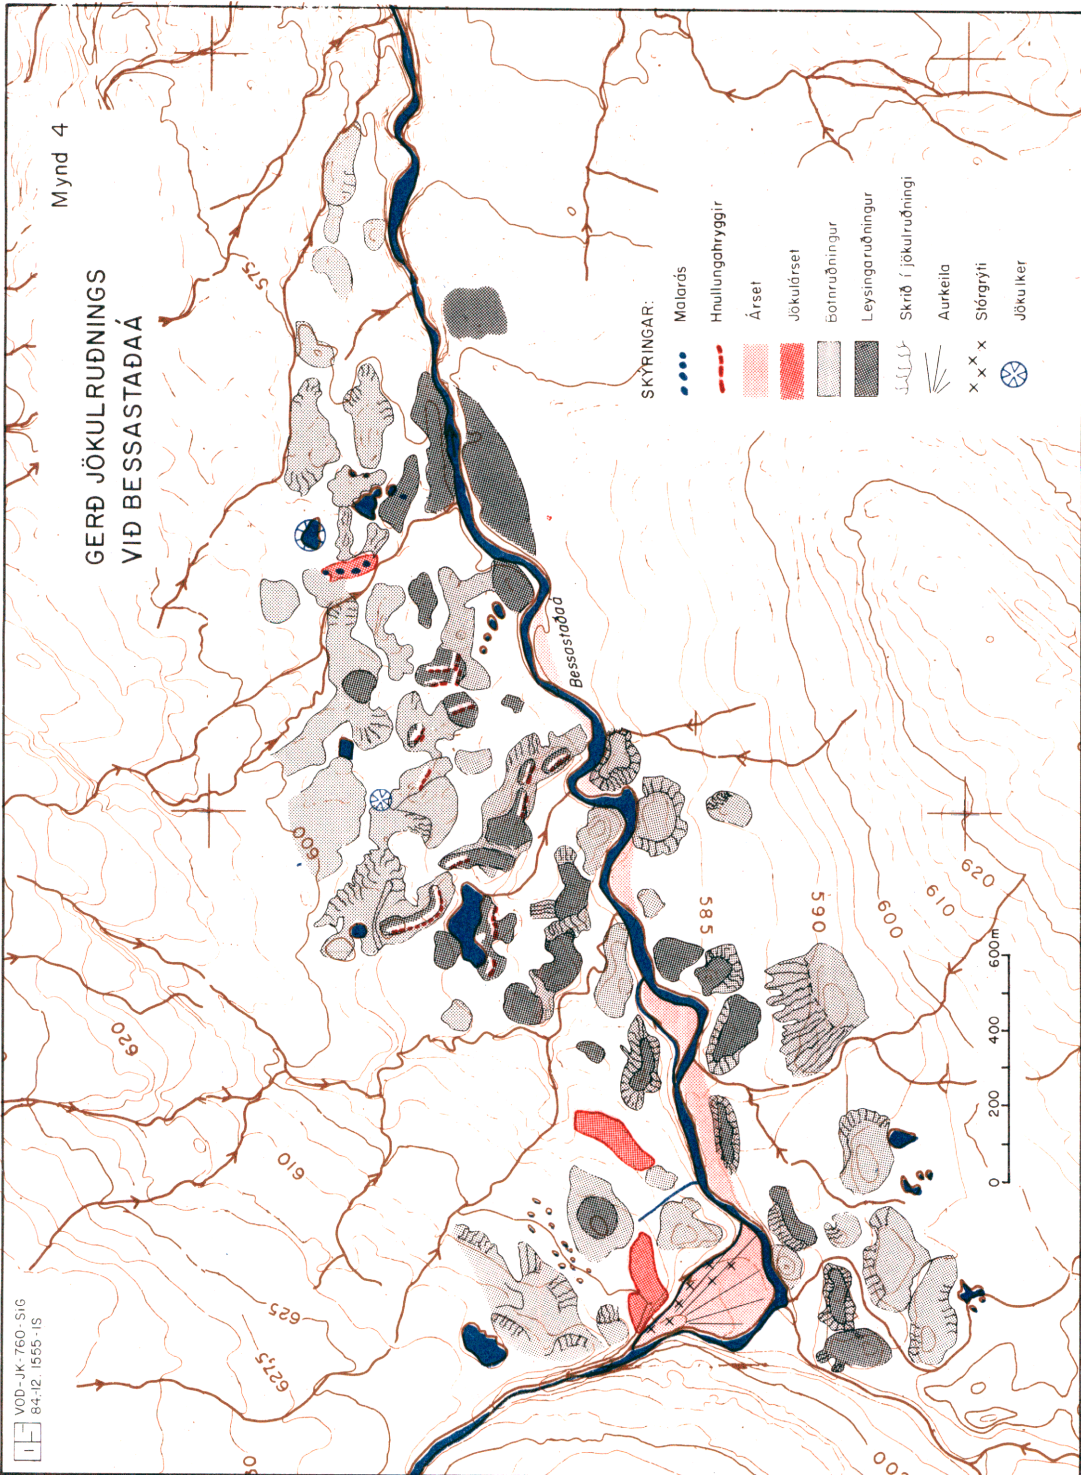 Mynd 4
GERÐ JÖKULRUÐNINGS
VIÐ BESSASTAÐAÁ
VOD-JK-760-SiG
84.12.1555-IS
SKÝRINGAR:
Malarás
Hnullungahryggir
Árset
Jökulárset
Botnruðningur
Leysingaruðningur
Skrið í jökulruðningi
Aurkeila
Stórgrýti
Jökulker
Bessastaðaá
575
600
620
610
625
627,5
585
590
600
610
620
0 200 400 600m